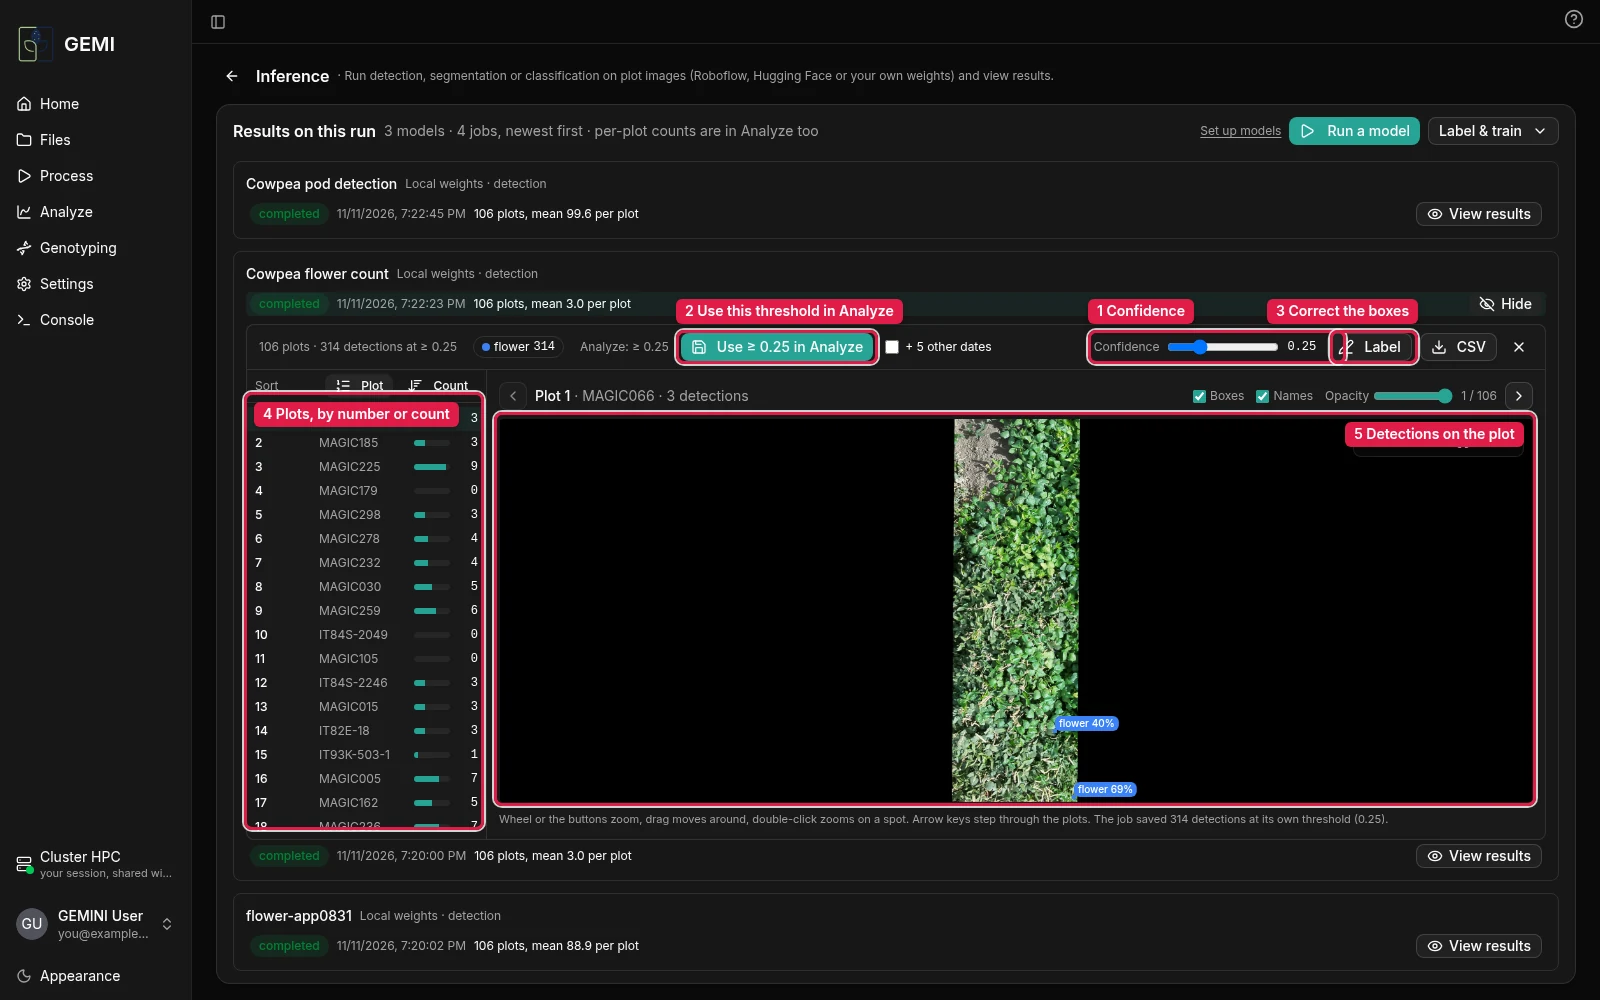 GEMI
Home
Files
Process
Analyze
Genotyping
Settings
Console
Cluster HPC
your session, shared wi...
GU
GEMINI User
you@example...
Appearance
Inference · Run detection, segmentation or classification on plot images (Roboflow, Hugging Face or your own weights) and view results.
Results on this run 3 models · 4 jobs, newest first · per-plot counts are in Analyze too
Set up models
Run a model
Label & train
Cowpea pod detection Local weights · detection
completed 11/11/2026, 7:22:45 PM 106 plots, mean 99.6 per plot
View results
Cowpea flower count Local weights · detection
completed 11/11/2026, 7:22:23 PM 106 plots, mean 3.0 per plot
Hide
2 Use this threshold in Analyze
1 Confidence
3 Correct the boxes
106 plots · 314 detections at ≥ 0.25
flower 314
Analyze: ≥ 0.25
Use ≥ 0.25 in Analyze
+ 5 other dates
Confidence 0.25
Label
CSV
Sort Plot Count
4 Plots, by number or count
3
2 MAGIC185 3
3 MAGIC225 9
4 MAGIC179 0
5 MAGIC298 3
6 MAGIC278 4
7 MAGIC232 4
8 MAGIC030 5
9 MAGIC259 6
10 IT84S-2049 0
11 MAGIC105 0
12 IT84S-2246 3
13 MAGIC015 3
14 IT82E-18 3
15 IT93K-503-1 1
16 MAGIC005 7
17 MAGIC162 5
18 MAGIC236 7
Plot 1 · MAGIC066 · 3 detections
Boxes Names Opacity 1 / 106
5 Detections on the plot
flower 40%
flower 69%
Wheel or the buttons zoom, drag moves around, double-click zooms on a spot. Arrow keys step through the plots. The job saved 314 detections at its own threshold (0.25).
completed 11/11/2026, 7:20:00 PM 106 plots, mean 3.0 per plot
View results
flower-app0831 Local weights · detection
completed 11/11/2026, 7:20:02 PM 106 plots, mean 88.9 per plot
View results